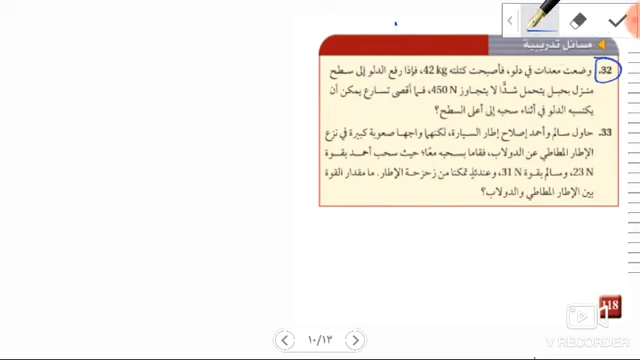 مسائل تدريبية
32. وضعت معدات في دلو، فأصبحت كتلته 42 kg، فإذا رفع الدلو إلى سطح
منزل بحبل يتحمل شدًّا لا يتجاوز 450 N، فما أقصى تسارع يمكن أن
يكتسبه الدلو في أثناء سحبه إلى أعلى السطح؟
33. حاول سالم وأحمد إصلاح إطار السيارة، لكنهما واجها صعوبة كبيرة في نزع
الإطار المطاطي عن الدولاب، فقاما بسحبه معًا؛ حيث سحب أحمد بقوة
23 N، وسالم بقوة 31 N، وعندئذٍ تمكنا من زحزحة الإطار. ما مقدار القوة
بين الإطار المطاطي والدولاب؟
118
V RECORDER
١٠/١٣